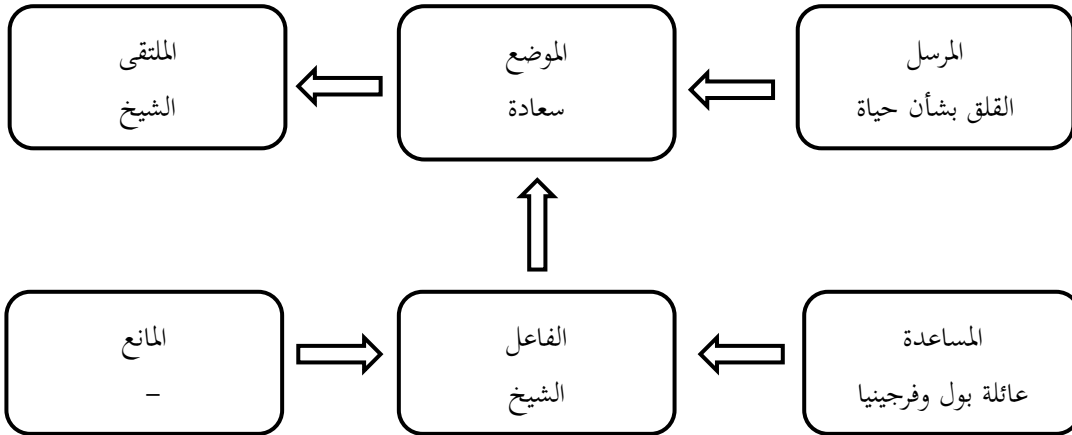 المرسل
القلق بشأن حياة
الموضع
سعادة
الملتقى
الشيخ
المساعدة
عائلة بول وفرجينيا
الفاعل
الشيخ
المانع
–